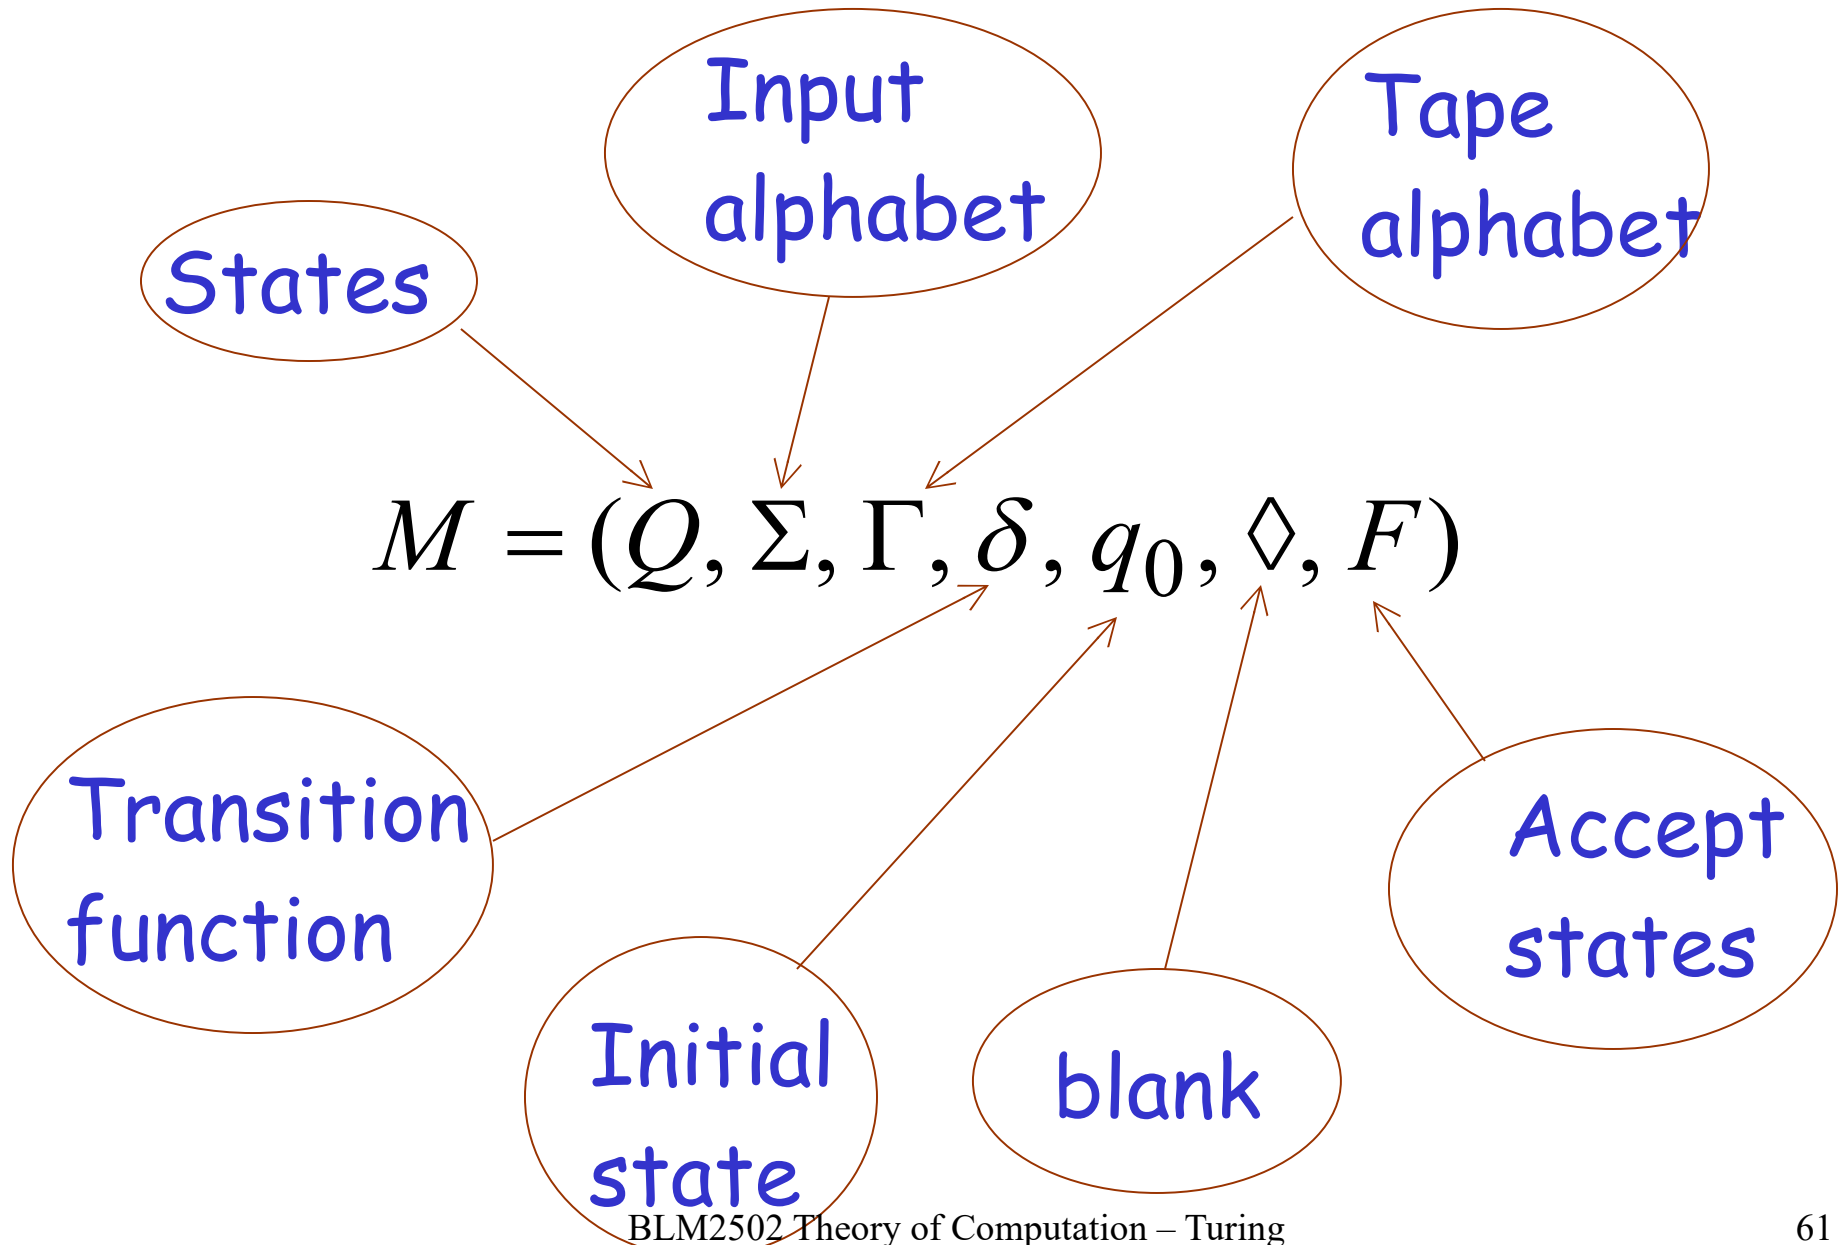 Input
alphabet
Tape
alphabet
States
M = (Q, Σ, Γ, δ, q₀, ◊, F)
Transition
function
Initial
state
blank
Accept
states
BLM2502 Theory of Computation – Turing
61